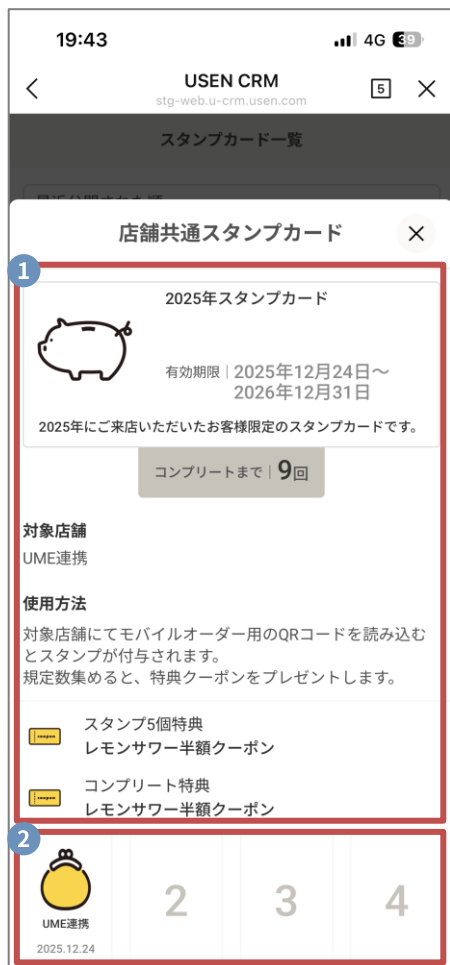 19:43
4G 39
USEN CRM
stg-web.u-crm.usen.com
5
スタンプカード一覧
店舗共通スタンプカード
1
2025年スタンプカード
有効期限 | 2025年12月24日〜
2026年12月31日
2025年にご来店いただいたお客様限定のスタンプカードです。
コンプリートまで | 9回
対象店舗
UME連携
使用方法
対象店舗にてモバイルオーダー用のQRコードを読み込む
とスタンプが付与されます。
規定数集めると、特典クーポンをプレゼントします。
coupon
スタンプ5個特典
レモンサワー半額クーポン
coupon
コンプリート特典
レモンサワー半額クーポン
2
UME連携
2025.12.24
2
3
4